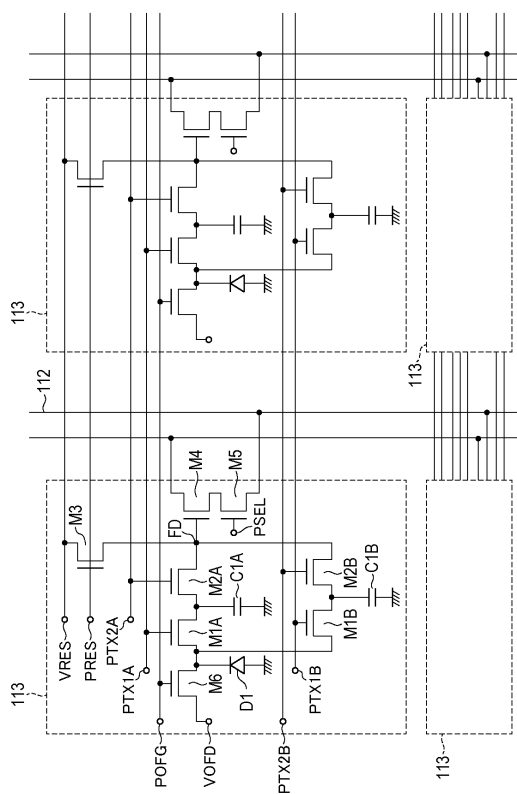 113
113
112
113
113
VRES
PRES
PTX2A
PTX1A
POFG
VOFD
PTX2B
PTX1B
M3
M4
M5
FD
PSEL
M2A
C1A
M1A
M6
D1
M2B
C1B
M1B